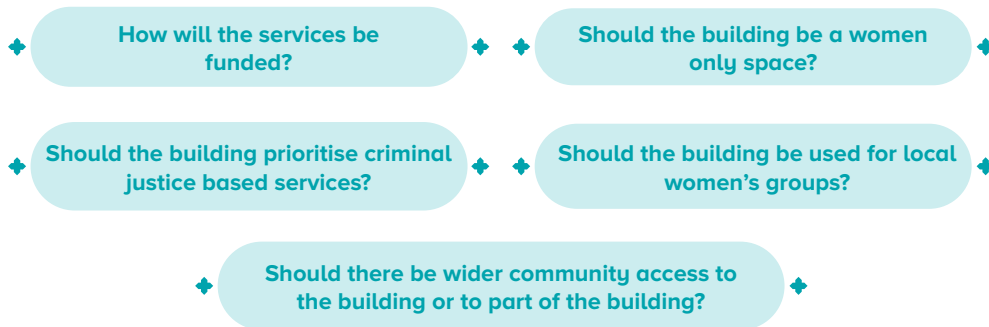 How will the services be
funded?
Should the building be a women
only space?
Should the building prioritise criminal
justice based services?
Should the building be used for local
women's groups?
Should there be wider community access to
the building or to part of the building?